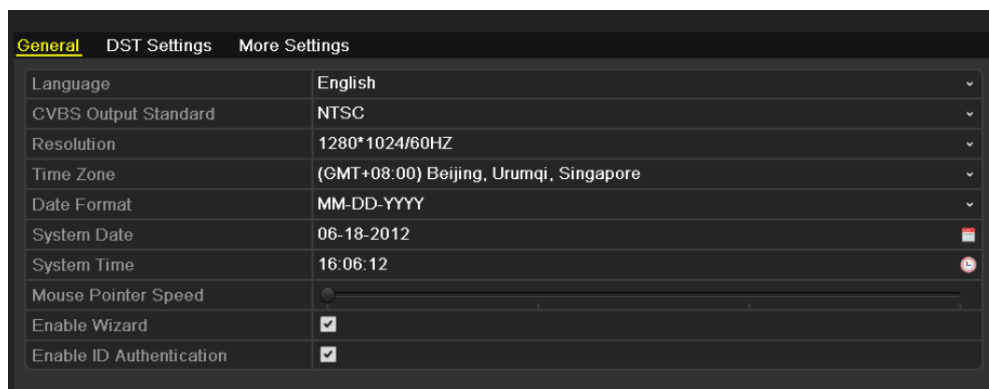 General DST Settings More Settings
Language English
CVBS Output Standard NTSC
Resolution 1280*1024/60HZ
Time Zone (GMT+08:00) Beijing, Urumqi, Singapore
Date Format MM-DD-YYYY
System Date 06-18-2012
System Time 16:06:12
Mouse Pointer Speed
Enable Wizard
Enable ID Authentication